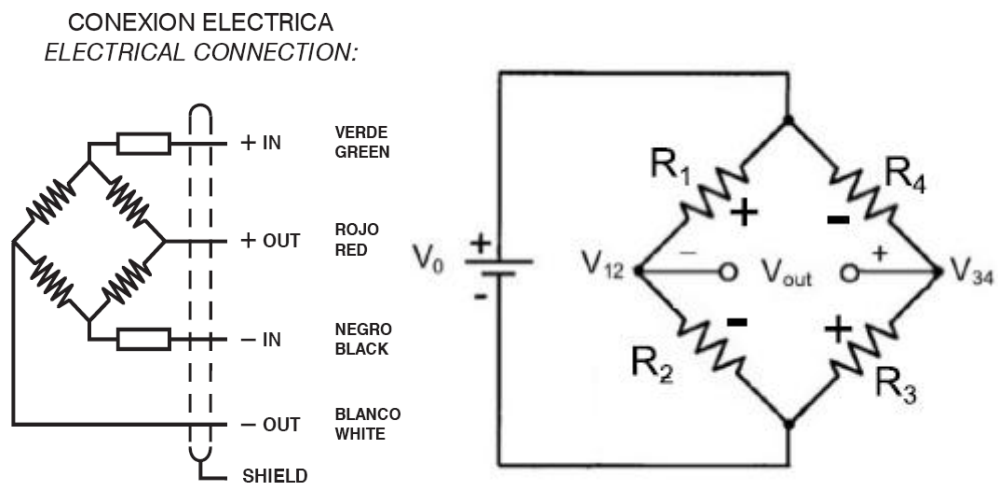 CONEXION ELECTRICA
ELECTRICAL CONNECTION:
+ IN VERDE
GREEN
+ OUT ROJO
RED
− IN NEGRO
BLACK
− OUT BLANCO
WHITE
SHIELD
R₁ R₄
+ -
V₀ + - V₁₂ − Vout + V₃₄
- +
R₂ R₃